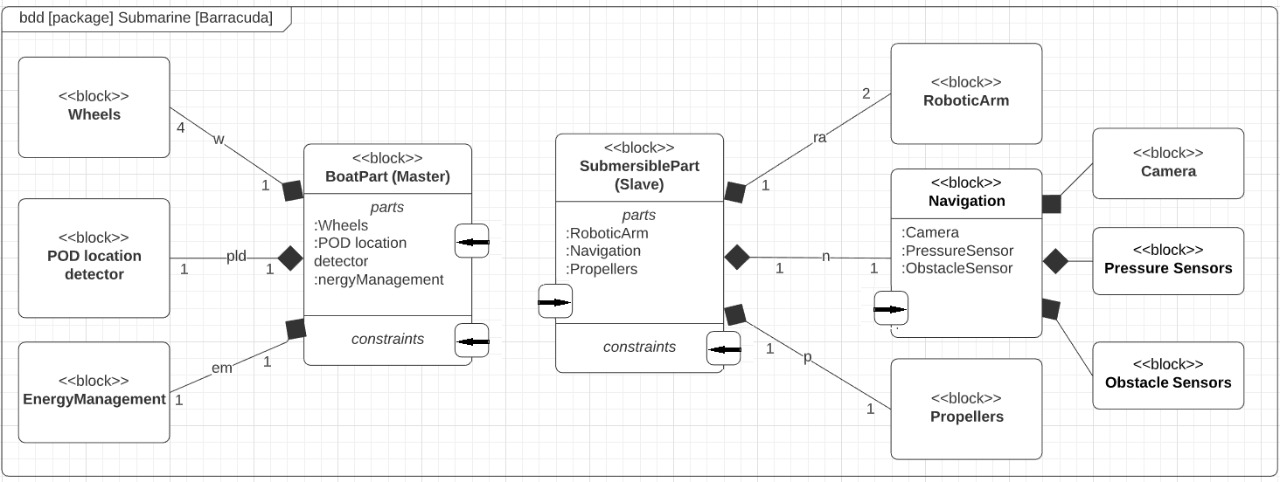 bdd [package] Submarine [Barracuda]
<<block>>
Wheels
4
w
1
<<block>>
POD location
detector
1
pld
1
<<block>>
EnergyManagement
1
em
1
<<block>>
BoatPart (Master)
parts
:Wheels
:POD location
detector
:nergyManagement
constraints
<<block>>
SubmersiblePart
(Slave)
parts
:RoboticArm
:Navigation
:Propellers
constraints
1
ra
2
1
n
1
1
p
1
<<block>>
RoboticArm
<<block>>
Navigation
:Camera
:PressureSensor
:ObstacleSensor
<<block>>
Propellers
<<block>>
Camera
<<block>>
Pressure Sensors
<<block>>
Obstacle Sensors